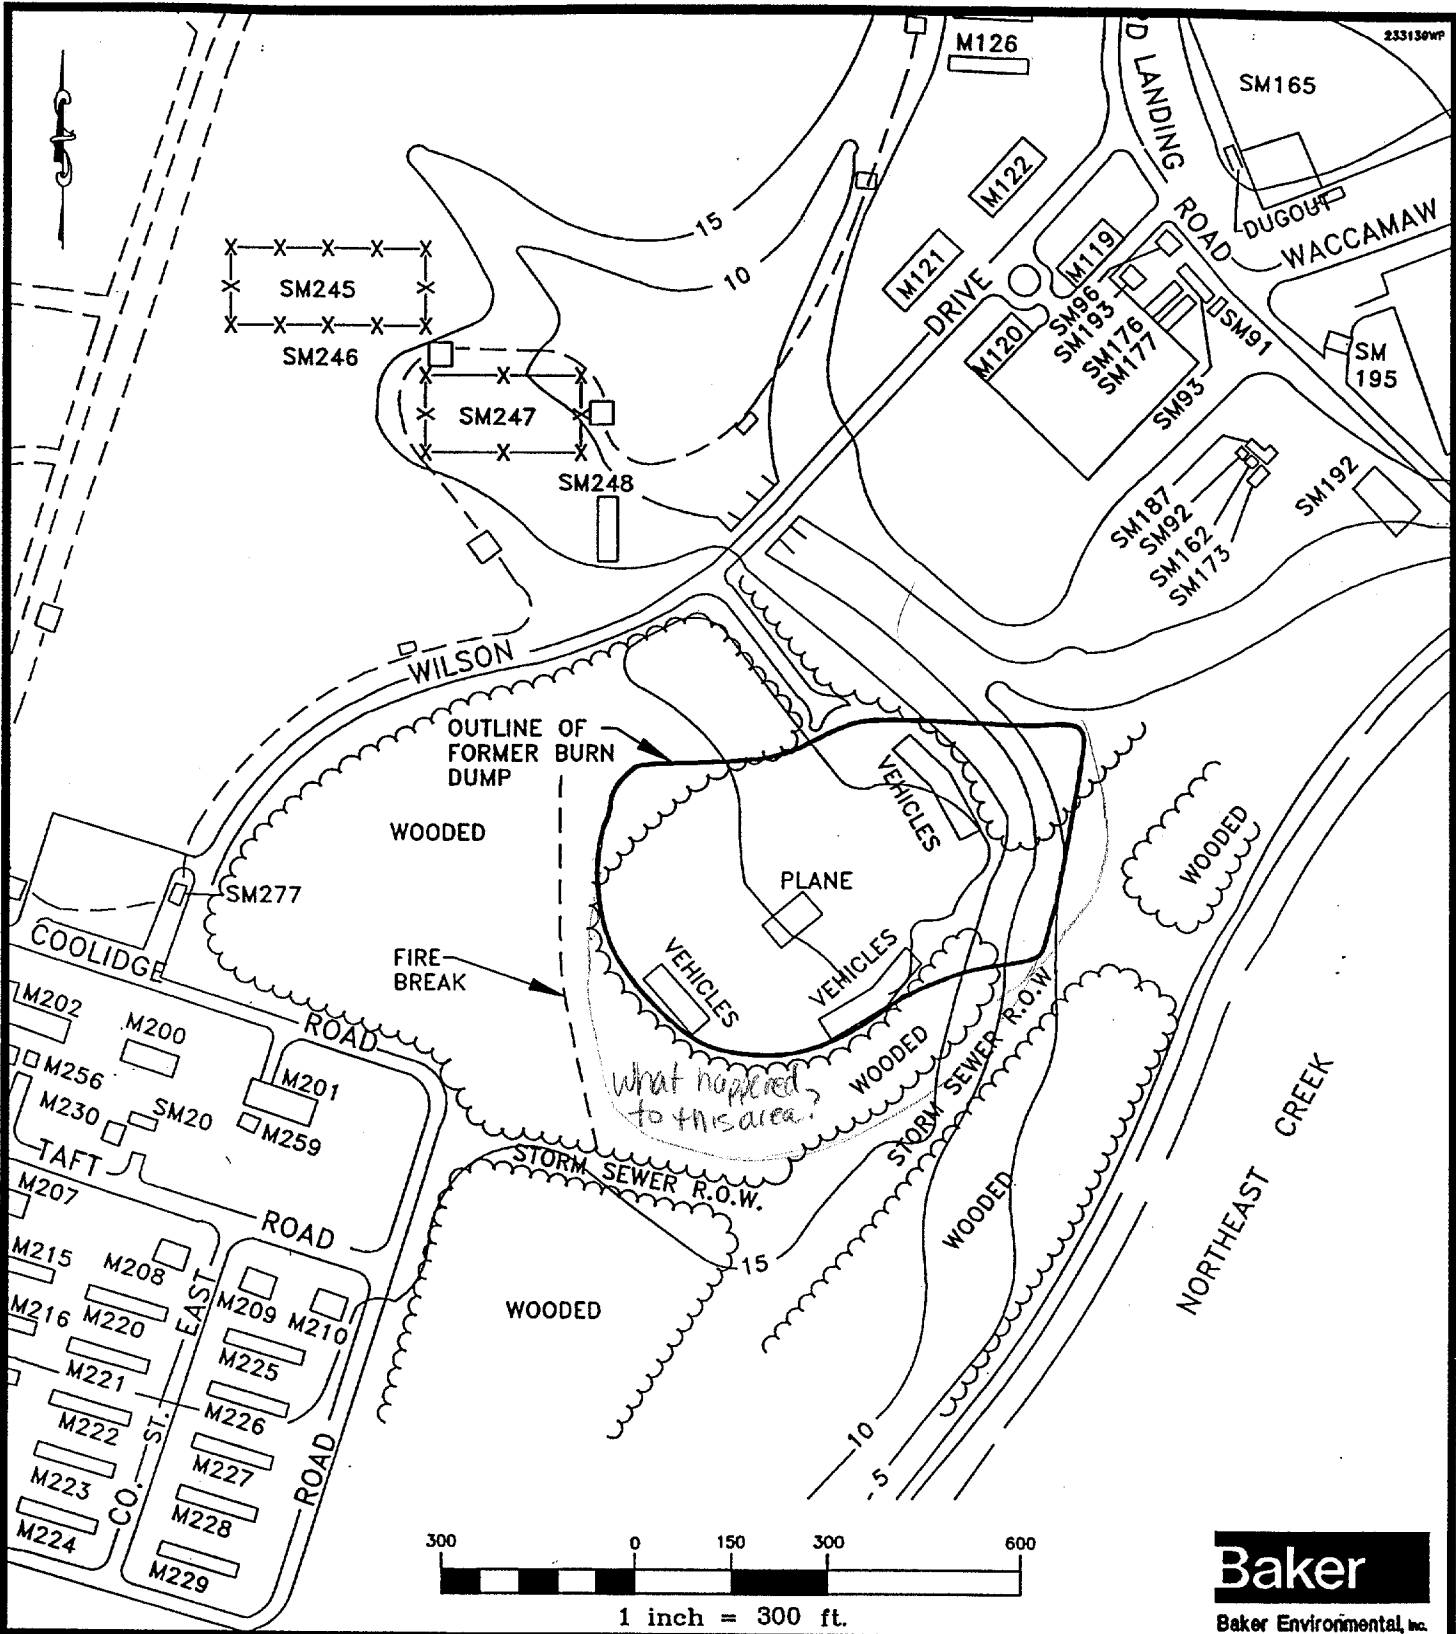 233130WP
M126
SM165
D LANDING
ROAD
M122
DUGOUT
WACCAMAW
15
10
M121
M119
DRIVE
SM96
SM193
SM176
SM177
SM91
M120
SM93
SM
195
SM245
SM246
SM247
SM248
SM187
SM92
SM162
SM173
SM192
WILSON
OUTLINE OF
FORMER BURN
DUMP
VEHICLES
WOODED
WOODED
PLANE
SM277
COOLIDGE
ROAD
FIRE
BREAK
VEHICLES
VEHICLES
WOODED
STORM SEWER R.O.W
M202
M200
M256
M201
M230
SM20
M259
What happened
to this area?
TAFT
ROAD
STORM SEWER R.O.W.
WOODED
NORTHEAST CREEK
M207
M215
M208
M216
M220
EAST
M209
M210
15
WOODED
M225
M221
M226
M222
M227
M223
CO. ST.
M228
ROAD
M224
M229
10
5
300 0 150 300 600
1 inch = 300 ft.
Baker
Baker Environmental, Inc.